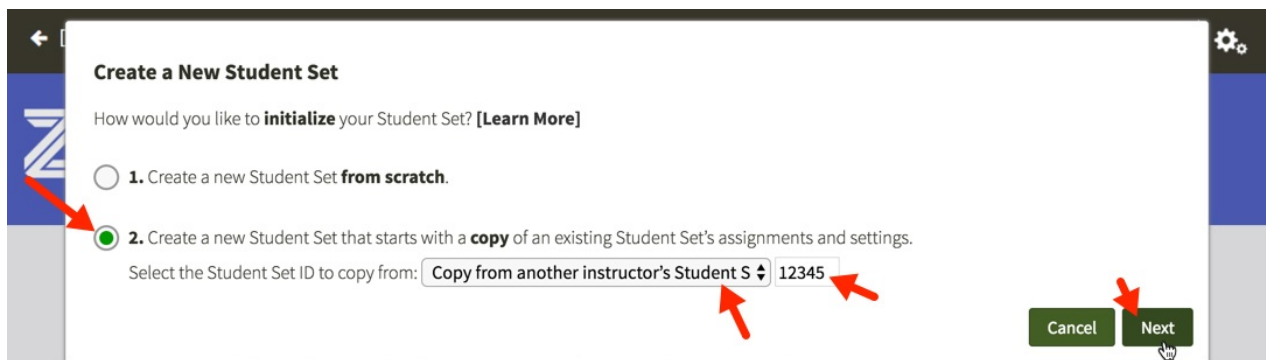 Create a New Student Set
How would you like to initialize your Student Set? [Learn More]
1. Create a new Student Set from scratch.
2. Create a new Student Set that starts with a copy of an existing Student Set's assignments and settings.
Select the Student Set ID to copy from: Copy from another instructor's Student S 12345
Cancel Next